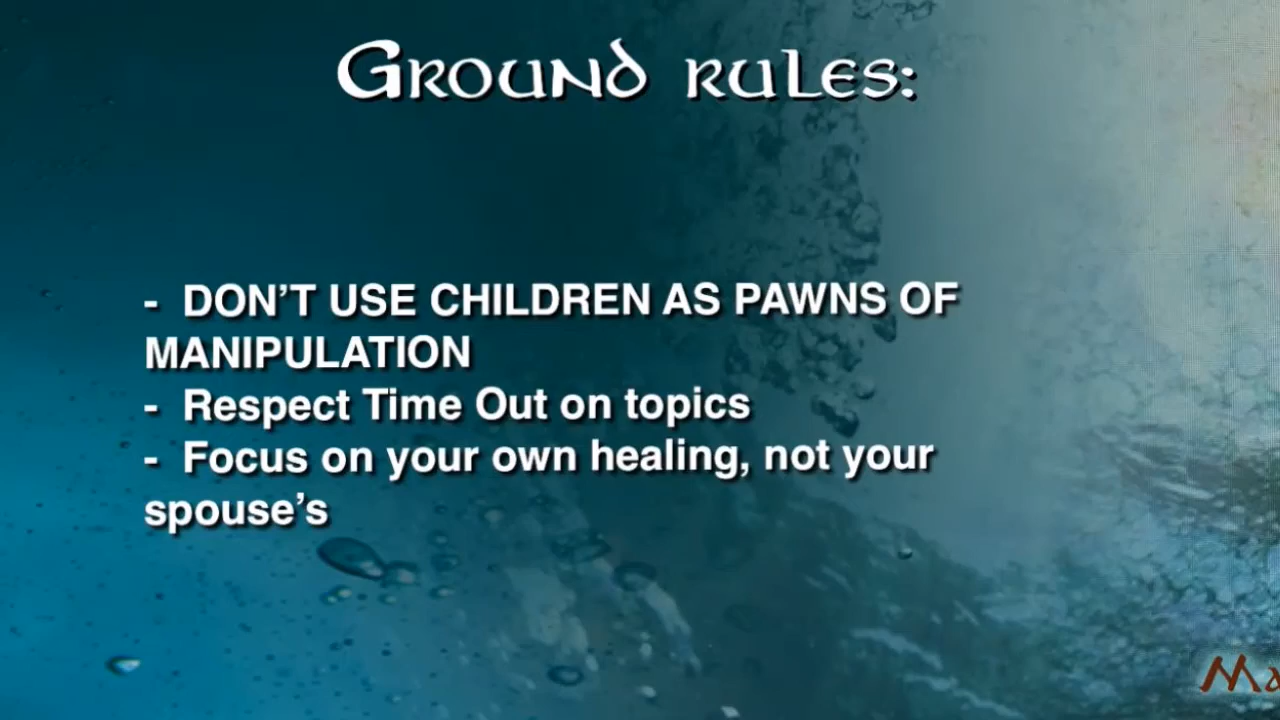 Ground rules:
- DON'T USE CHILDREN AS PAWNS OF
MANIPULATION
- Respect Time Out on topics
- Focus on your own healing, not your
spouse's
Ma